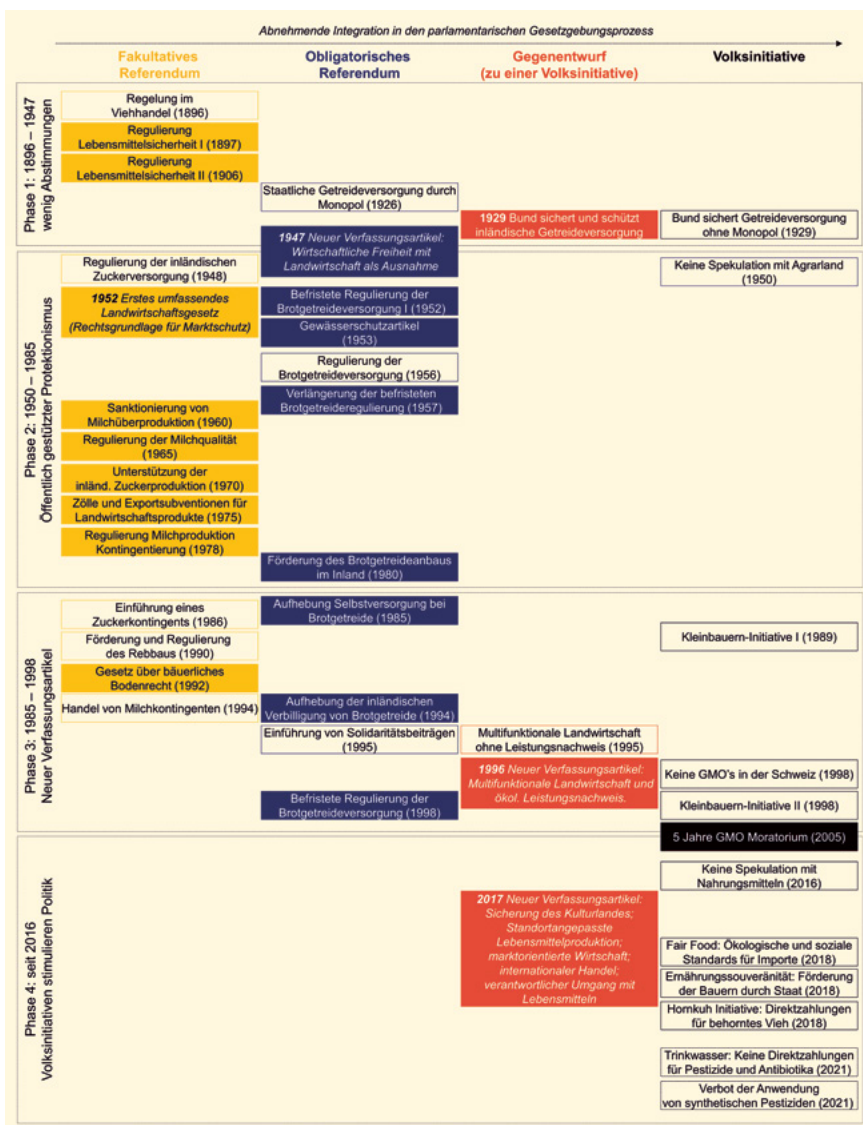 Abnehmende Integration in den parlamentarischen Gesetzgebungsprozess
Fakultatives
Referendum
Obligatorisches
Referendum
Gegenentwurf
(zu einer Volksinitiative)
Volksinitiative
Phase 1: 1896 – 1947
wenig Abstimmungen
Regelung im
Viehhandel (1896)
Regulierung
Lebensmittelsicherheit I (1897)
Regulierung
Lebensmittelsicherheit II (1906)
Staatliche Getreideversorgung durch
Monopol (1926)
1947 Neuer Verfassungsartikel:
Wirtschaftliche Freiheit mit
Landwirtschaft als Ausnahme
1929 Bund sichert und schützt
inländische Getreideversorgung
Bund sichert Getreideversorgung
ohne Monopol (1929)
Phase 2: 1950 – 1985
Öffentlich gestützter Protektionismus
Regulierung der inländischen
Zuckerversorgung (1948)
1952 Erstes umfassendes
Landwirtschaftsgesetz
(Rechtsgrundlage für Marktschutz)
Sanktionierung von
Milchüberproduktion (1960)
Regulierung der Milchqualität
(1965)
Unterstützung der
inländ. Zuckerproduktion (1970)
Zölle und Exportsubventionen für
Landwirtschaftsprodukte (1975)
Regulierung Milchproduktion
Kontingentierung (1978)
Befristete Regulierung der
Brotgetreideversorgung I (1952)
Gewässerschutzartikel
(1953)
Regulierung der
Brotgetreideversorgung (1956)
Verlängerung der befristeten
Brotgetreideregulierung (1957)
Förderung des Brotgetreideanbaus
im Inland (1980)
Keine Spekulation mit Agrarland
(1950)
Phase 3: 1985 – 1998
Neuer Verfassungsartikel
Einführung eines
Zuckerkontingents (1986)
Förderung und Regulierung
des Rebbaus (1990)
Gesetz über bäuerliches
Bodenrecht (1992)
Handel von Milchkontingenten (1994)
Aufhebung Selbstversorgung bei
Brotgetreide (1985)
Aufhebung der inländischen
Verbilligung von Brotgetreide (1994)
Einführung von Solidaritätsbeiträgen
(1995)
Befristete Regulierung der
Brotgetreideversorgung (1998)
Multifunktionale Landwirtschaft
ohne Leistungsnachweis (1995)
1996 Neuer Verfassungsartikel:
Multifunktionale Landwirtschaft und
ökol. Leistungsnachweis.
Kleinbauern-Initiative I (1989)
Keine GMO's in der Schweiz (1998)
Kleinbauern-Initiative II (1998)
5 Jahre GMO Moratorium (2005)
Phase 4: seit 2016
Volksinitiativen stimulieren Politik
2017 Neuer Verfassungsartikel:
Sicherung des Kulturlandes;
Standortangepasste
Lebensmittelproduktion;
marktorientierte Wirtschaft;
internationaler Handel;
verantwortlicher Umgang mit
Lebensmitteln
Keine Spekulation mit
Nahrungsmitteln (2016)
Fair Food: Ökologische und soziale
Standards für Importe (2018)
Ernährungssouveränität: Förderung
der Bauern durch Staat (2018)
Hornkuh Initiative: Direktzahlungen
für behorntes Vieh (2018)
Trinkwasser: Keine Direktzahlungen
für Pestizide und Antibiotika (2021)
Verbot der Anwendung
von synthetischen Pestiziden (2021)